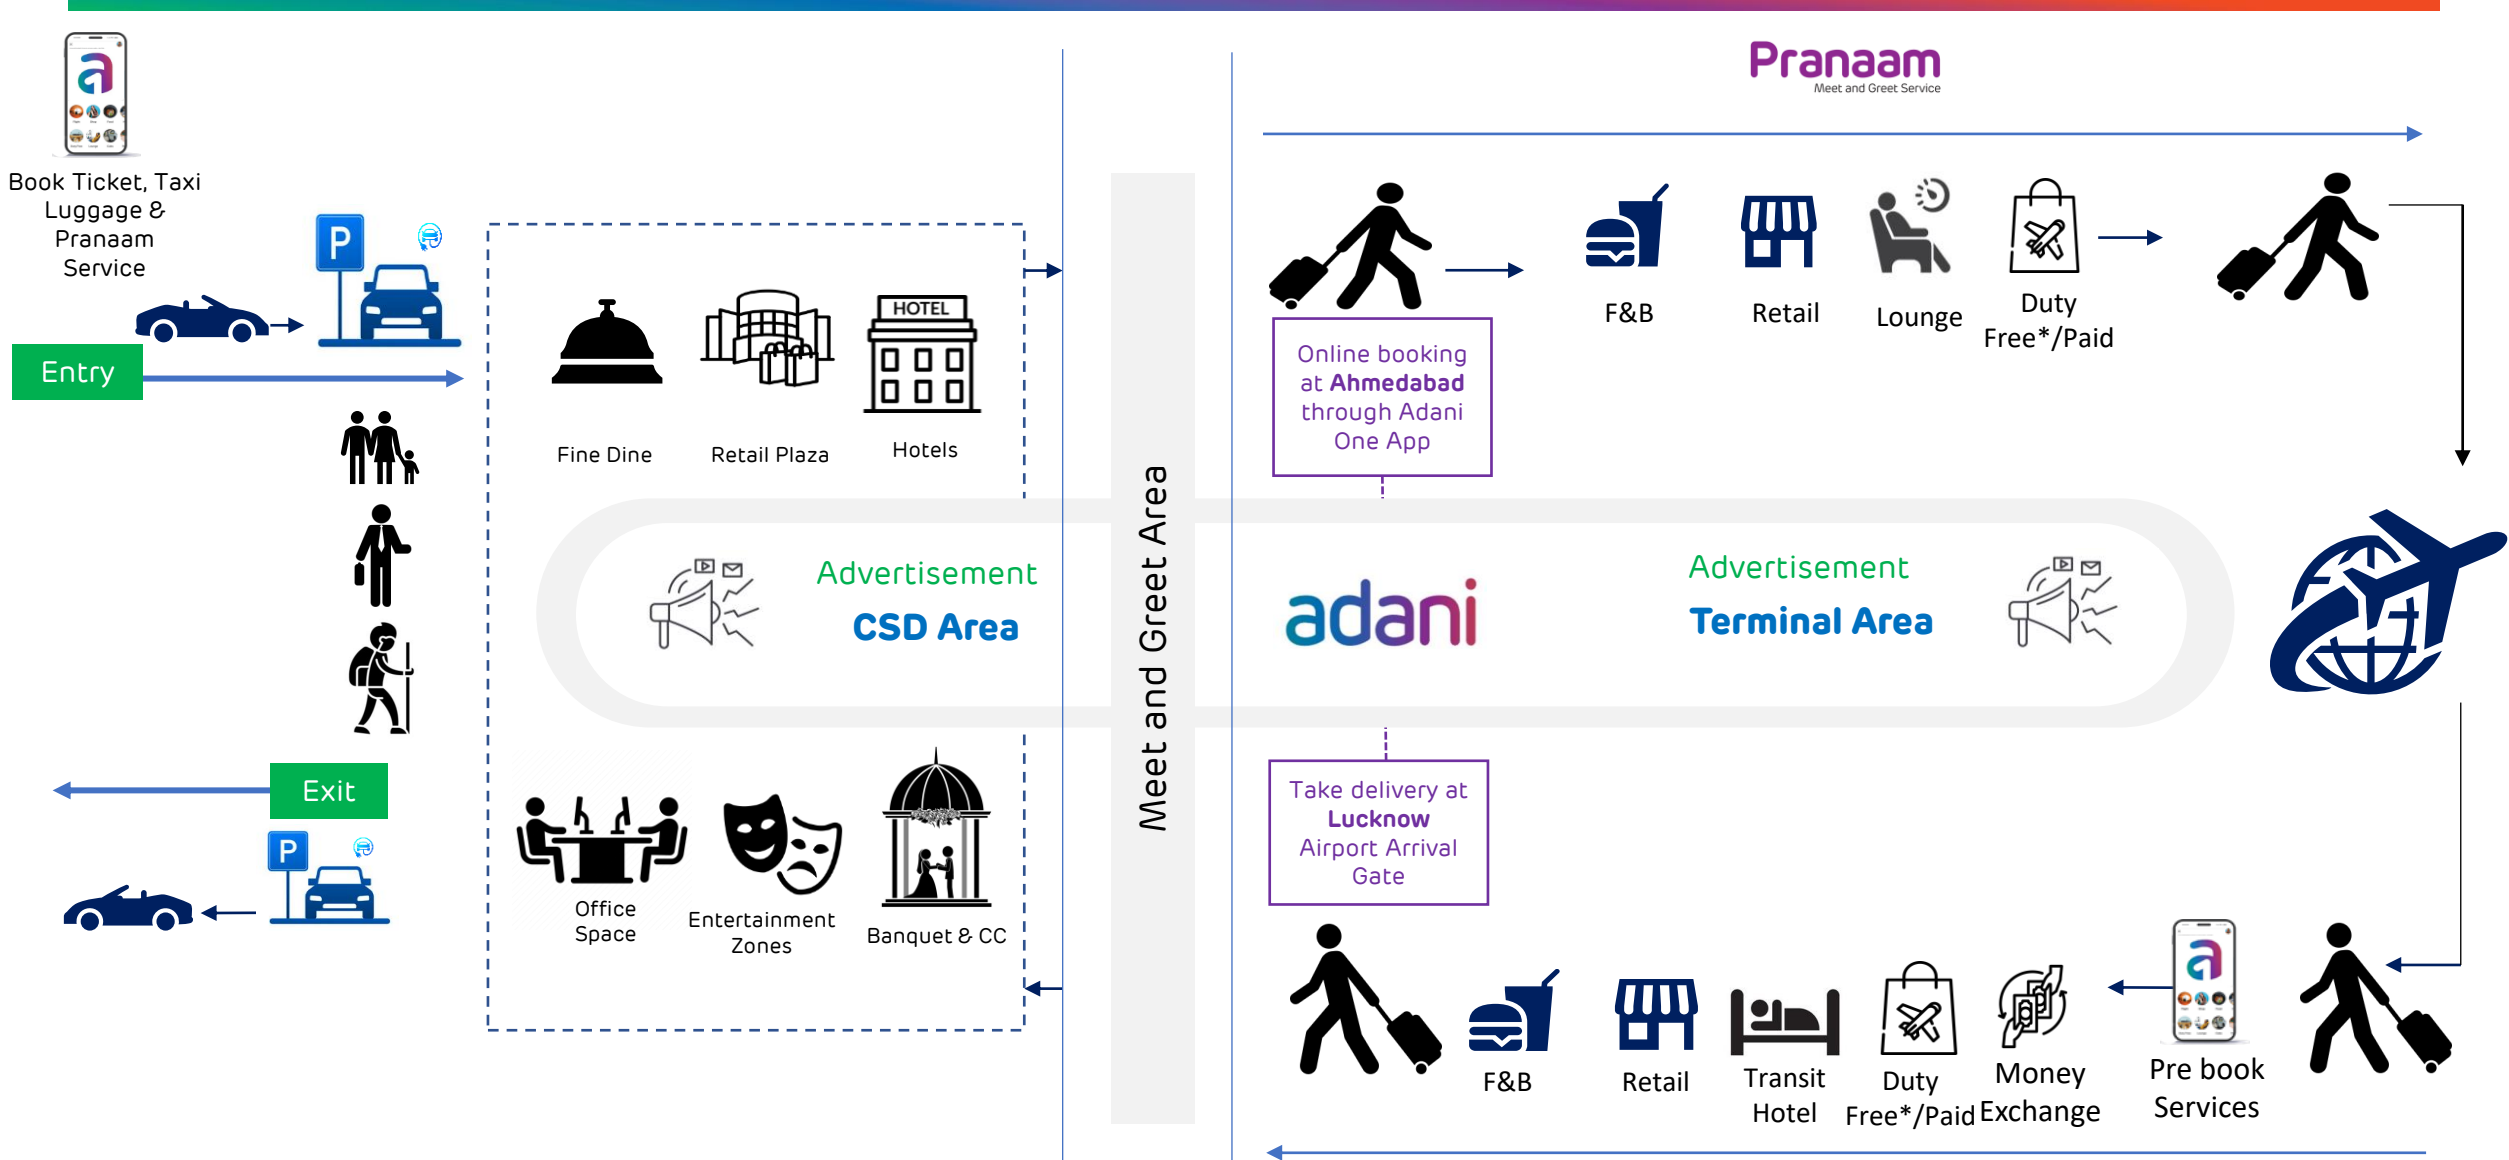 Pranaam
Meet and Greet Service
a
Book Ticket, Taxi
Luggage &
Pranaam
Service
P
Entry
HOTEL
Fine Dine
Retail Plaza
Hotels
Online booking
at Ahmedabad
through Adani
One App
F&B
Retail
Lounge
Duty
Free*/Paid
Advertisement
CSD Area
Meet and Greet Area
adani
Advertisement
Terminal Area
Exit
P
Office
Space
Entertainment
Zones
Banquet & CC
Take delivery at
Lucknow
Airport Arrival
Gate
F&B
Retail
Transit
Hotel
Duty
Free*/Paid
Money
Exchange
a
Pre book
Services